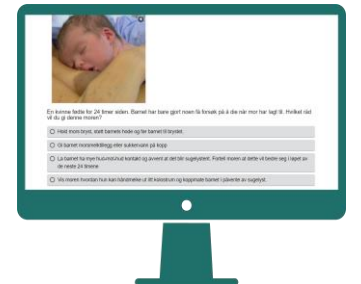 En kvinne fødte for 24 timer siden. Barnet har bare gjort noen få forsøk på å die når mor har lagt til. Hvilket råd
vil du gi denne moren?
Hold mors bryst, støtt barnets hode og før barnet til brystet.
Gi barnet morsmelktillegg eller sukkervann på kopp.
La barnet ha mye hud-mot-hud kontakt og avvent at det blir sugelystent. Fortell moren at dette vil bedre seg i løpet av
de neste 24 timene
Vis moren hvordan hun kan håndmelke ut litt kolostrum og koppmate barnet i påvente av sugelyst.